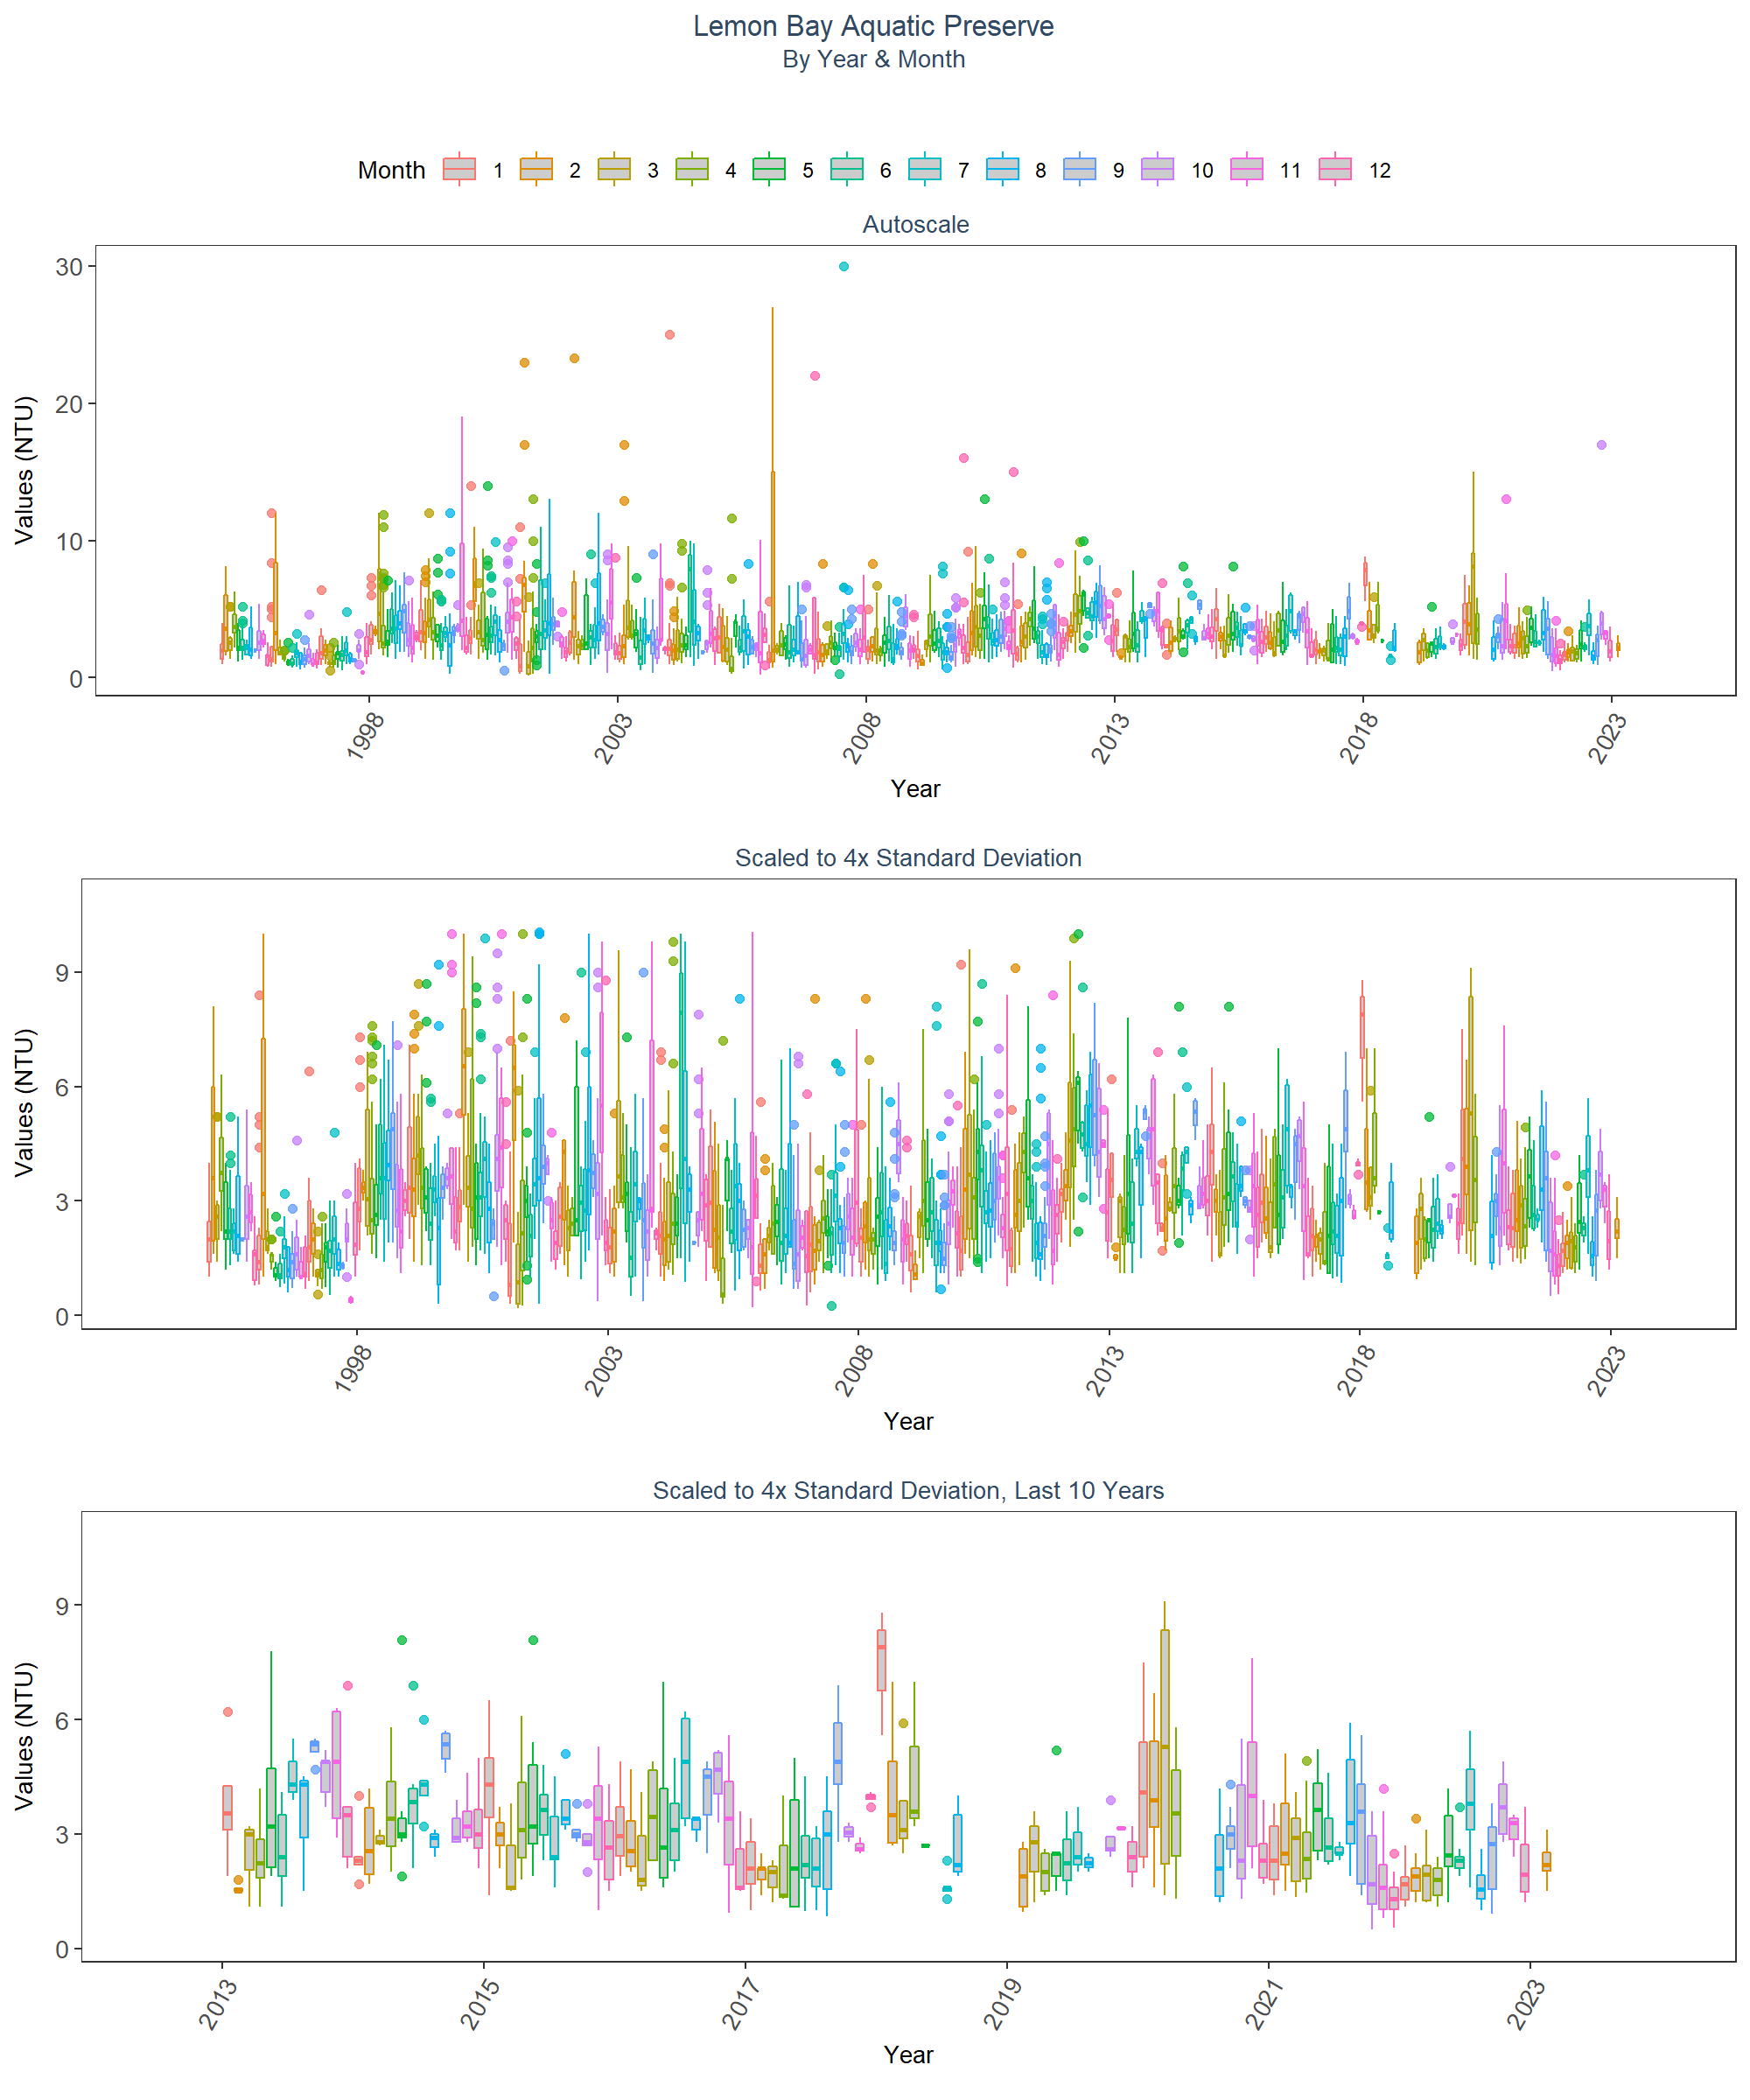 Lemon Bay Aquatic Preserve
By Year & Month
Month 1 2 3 4 5 6 7 8 9 10 11 12
Autoscale
Values (NTU)
30
20
10
0
1998 2003 2008 2013 2018 2023
Year
Scaled to 4x Standard Deviation
Values (NTU)
9
6
3
0
1998 2003 2008 2013 2018 2023
Year
Scaled to 4x Standard Deviation, Last 10 Years
Values (NTU)
9
6
3
0
2013 2015 2017 2019 2021 2023
Year